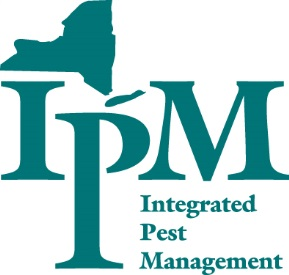 IPM
Integrated
Pest
Management